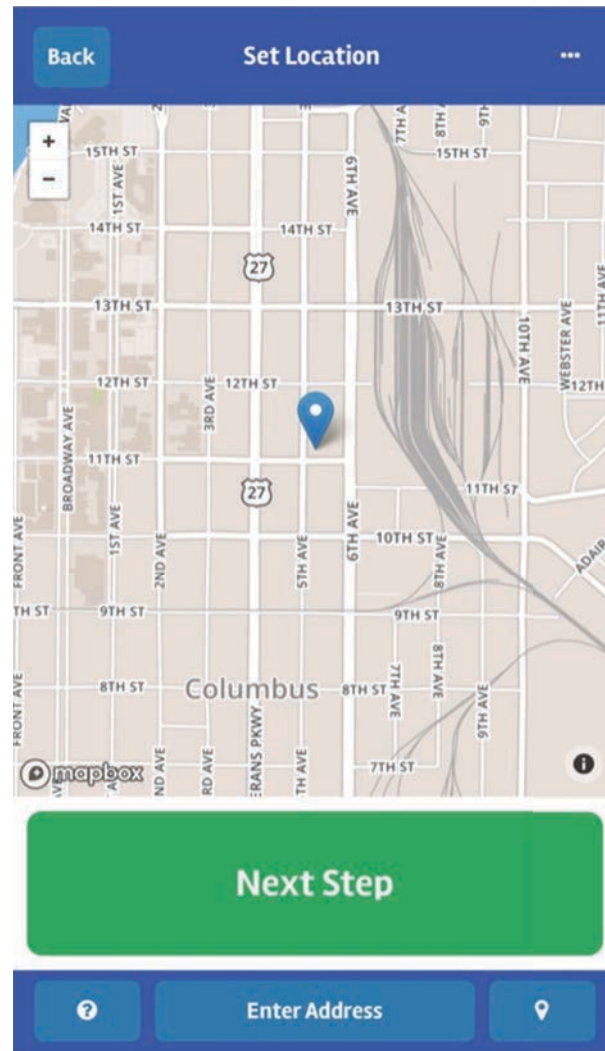 Back
Set Location
...
+
-
7TH A
8TH
9TH
15TH ST
15TH ST
1ST AVE
6TH AVE
14TH ST
14TH ST
27
11TH AVE
13TH ST
13TH ST
10TH AVE
WEBSTER AVE
12TH ST
3RD AVE
12TH ST
12TH
BROADWAY AVE
11TH ST
27
11TH ST
FRONT AVE
1ST AVE
2ND AVE
5TH AVE
6TH AVE
10TH ST
8TH AVE
ADAIR
TH ST
9TH ST
9TH ST
FRONT AVE
8TH ST
Columbus
8TH ST
7TH AVE
8TH AVE
9TH AVE
ERANS PKWY
ND AVE
RD AVE
TH AVE
7TH ST
mapbox
i
Next Step
?
Enter Address